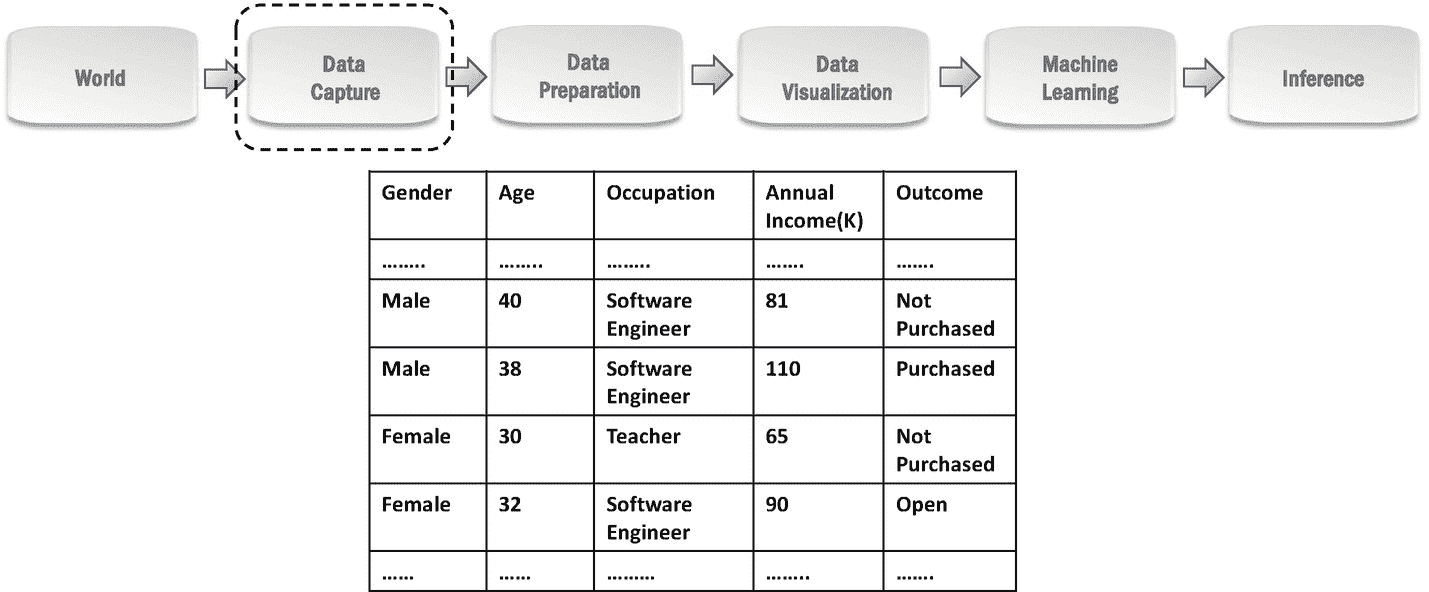 World
Data
Capture
Data
Preparation
Data
Visualization
Machine
Learning
Inference
Gender Age Occupation Annual Income(K) Outcome
…….. …….. …….. ……. …….
Male 40 Software Engineer 81 Not Purchased
Male 38 Software Engineer 110 Purchased
Female 30 Teacher 65 Not Purchased
Female 32 Software Engineer 90 Open
…… …… ……… …….. …….